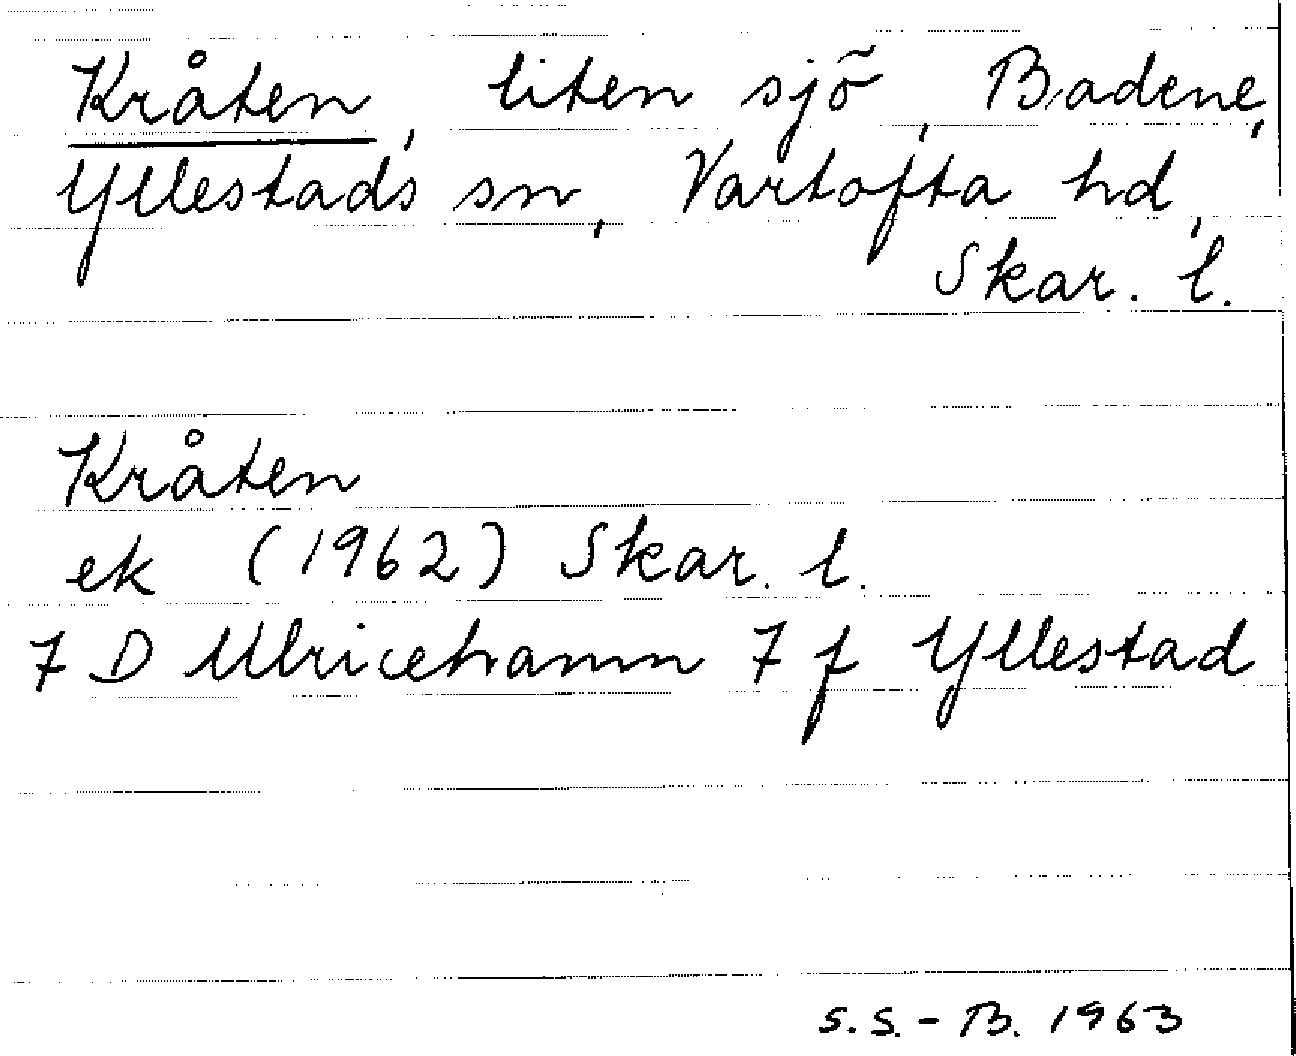 Kråten, liten sjö, Badene,
Yllestads sn, Vartofta hd,
Skar. l.
Kråten
ek (1962) Skar. l.
7 D Ulricehamn 7 f Yllestad
S.S.-B. 1963